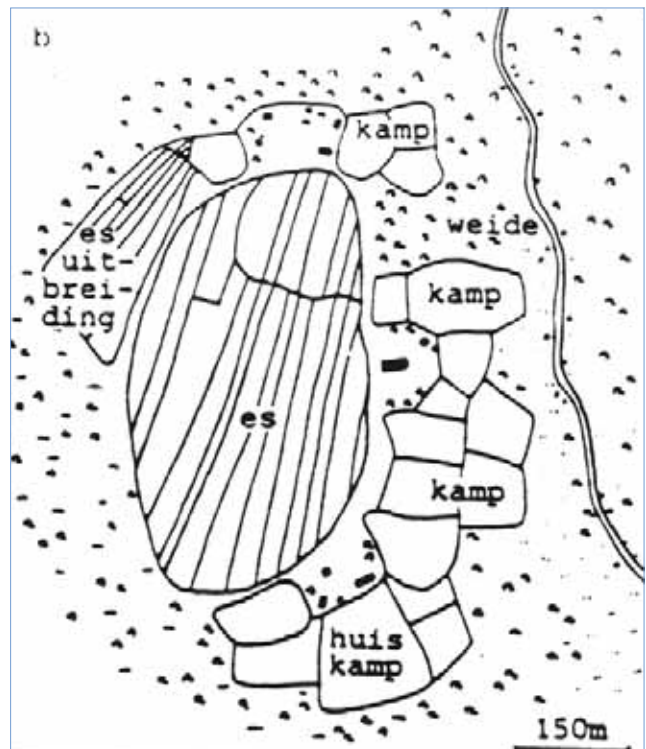 b
kamp
es
uit-
brei-
ding
weide
kamp
es
kamp
huis
kamp
150m